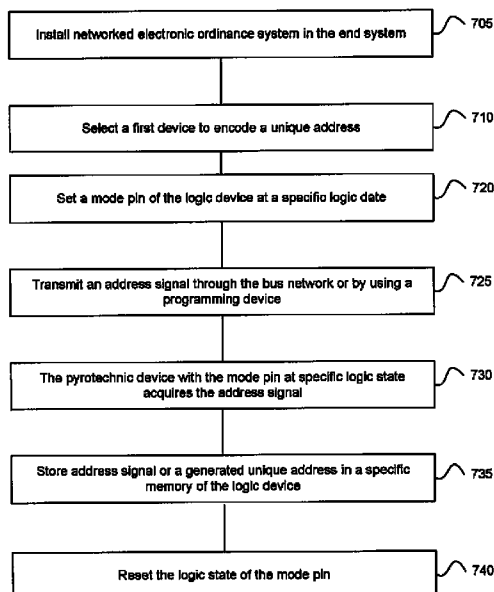 Install networked electronic ordinance system in the end system
705
Select a first device to encode a unique address
710
Set a mode pin of the logic device at a specific logic date
720
Transmit an address signal through the bus network or by using a
programming device
725
The pyrotechnic device with the mode pin at specific logic state
acquires the address signal
730
Store address signal or a generated unique address in a specific
memory of the logic device
735
Reset the logic state of the mode pin
740